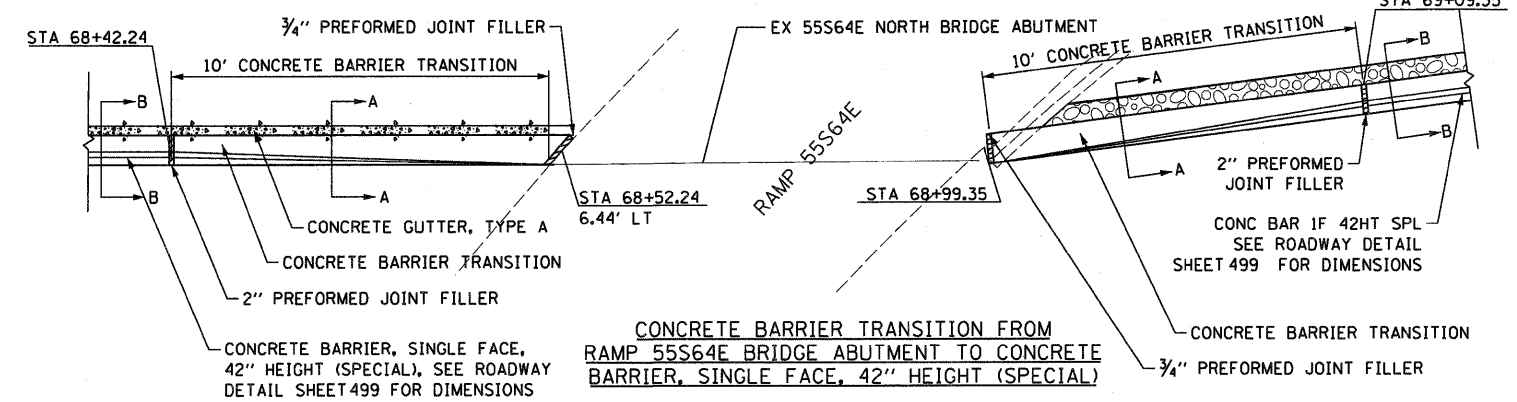 STA 68+42.24
3/4" PREFORMED JOINT FILLER
EX 55S64E NORTH BRIDGE ABUTMENT
STA 69+09.35
10' CONCRETE BARRIER TRANSITION
10' CONCRETE BARRIER TRANSITION
B
A
A
B
B
A
A
B
RAMP 55S64E
STA 68+52.24
6.44' LT
STA 68+99.35
2" PREFORMED
JOINT FILLER
CONCRETE GUTTER, TYPE A
CONCRETE BARRIER TRANSITION
2" PREFORMED JOINT FILLER
CONC BAR 1F 42HT SPL
SEE ROADWAY DETAIL
SHEET 499 FOR DIMENSIONS
CONCRETE BARRIER, SINGLE FACE,
42" HEIGHT (SPECIAL), SEE ROADWAY
DETAIL SHEET 499 FOR DIMENSIONS
CONCRETE BARRIER TRANSITION FROM
RAMP 55S64E BRIDGE ABUTMENT TO CONCRETE
BARRIER, SINGLE FACE, 42" HEIGHT (SPECIAL)
CONCRETE BARRIER TRANSITION
3/4" PREFORMED JOINT FILLER